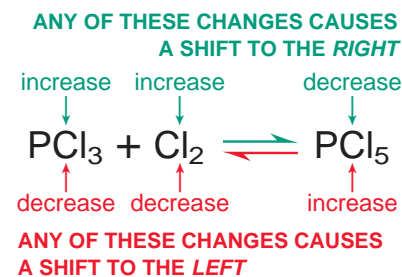 ANY OF THESE CHANGES CAUSES
A SHIFT TO THE RIGHT
increase increase decrease
PCl₃ + Cl₂ ⇌ PCl₅
decrease decrease increase
ANY OF THESE CHANGES CAUSES
A SHIFT TO THE LEFT